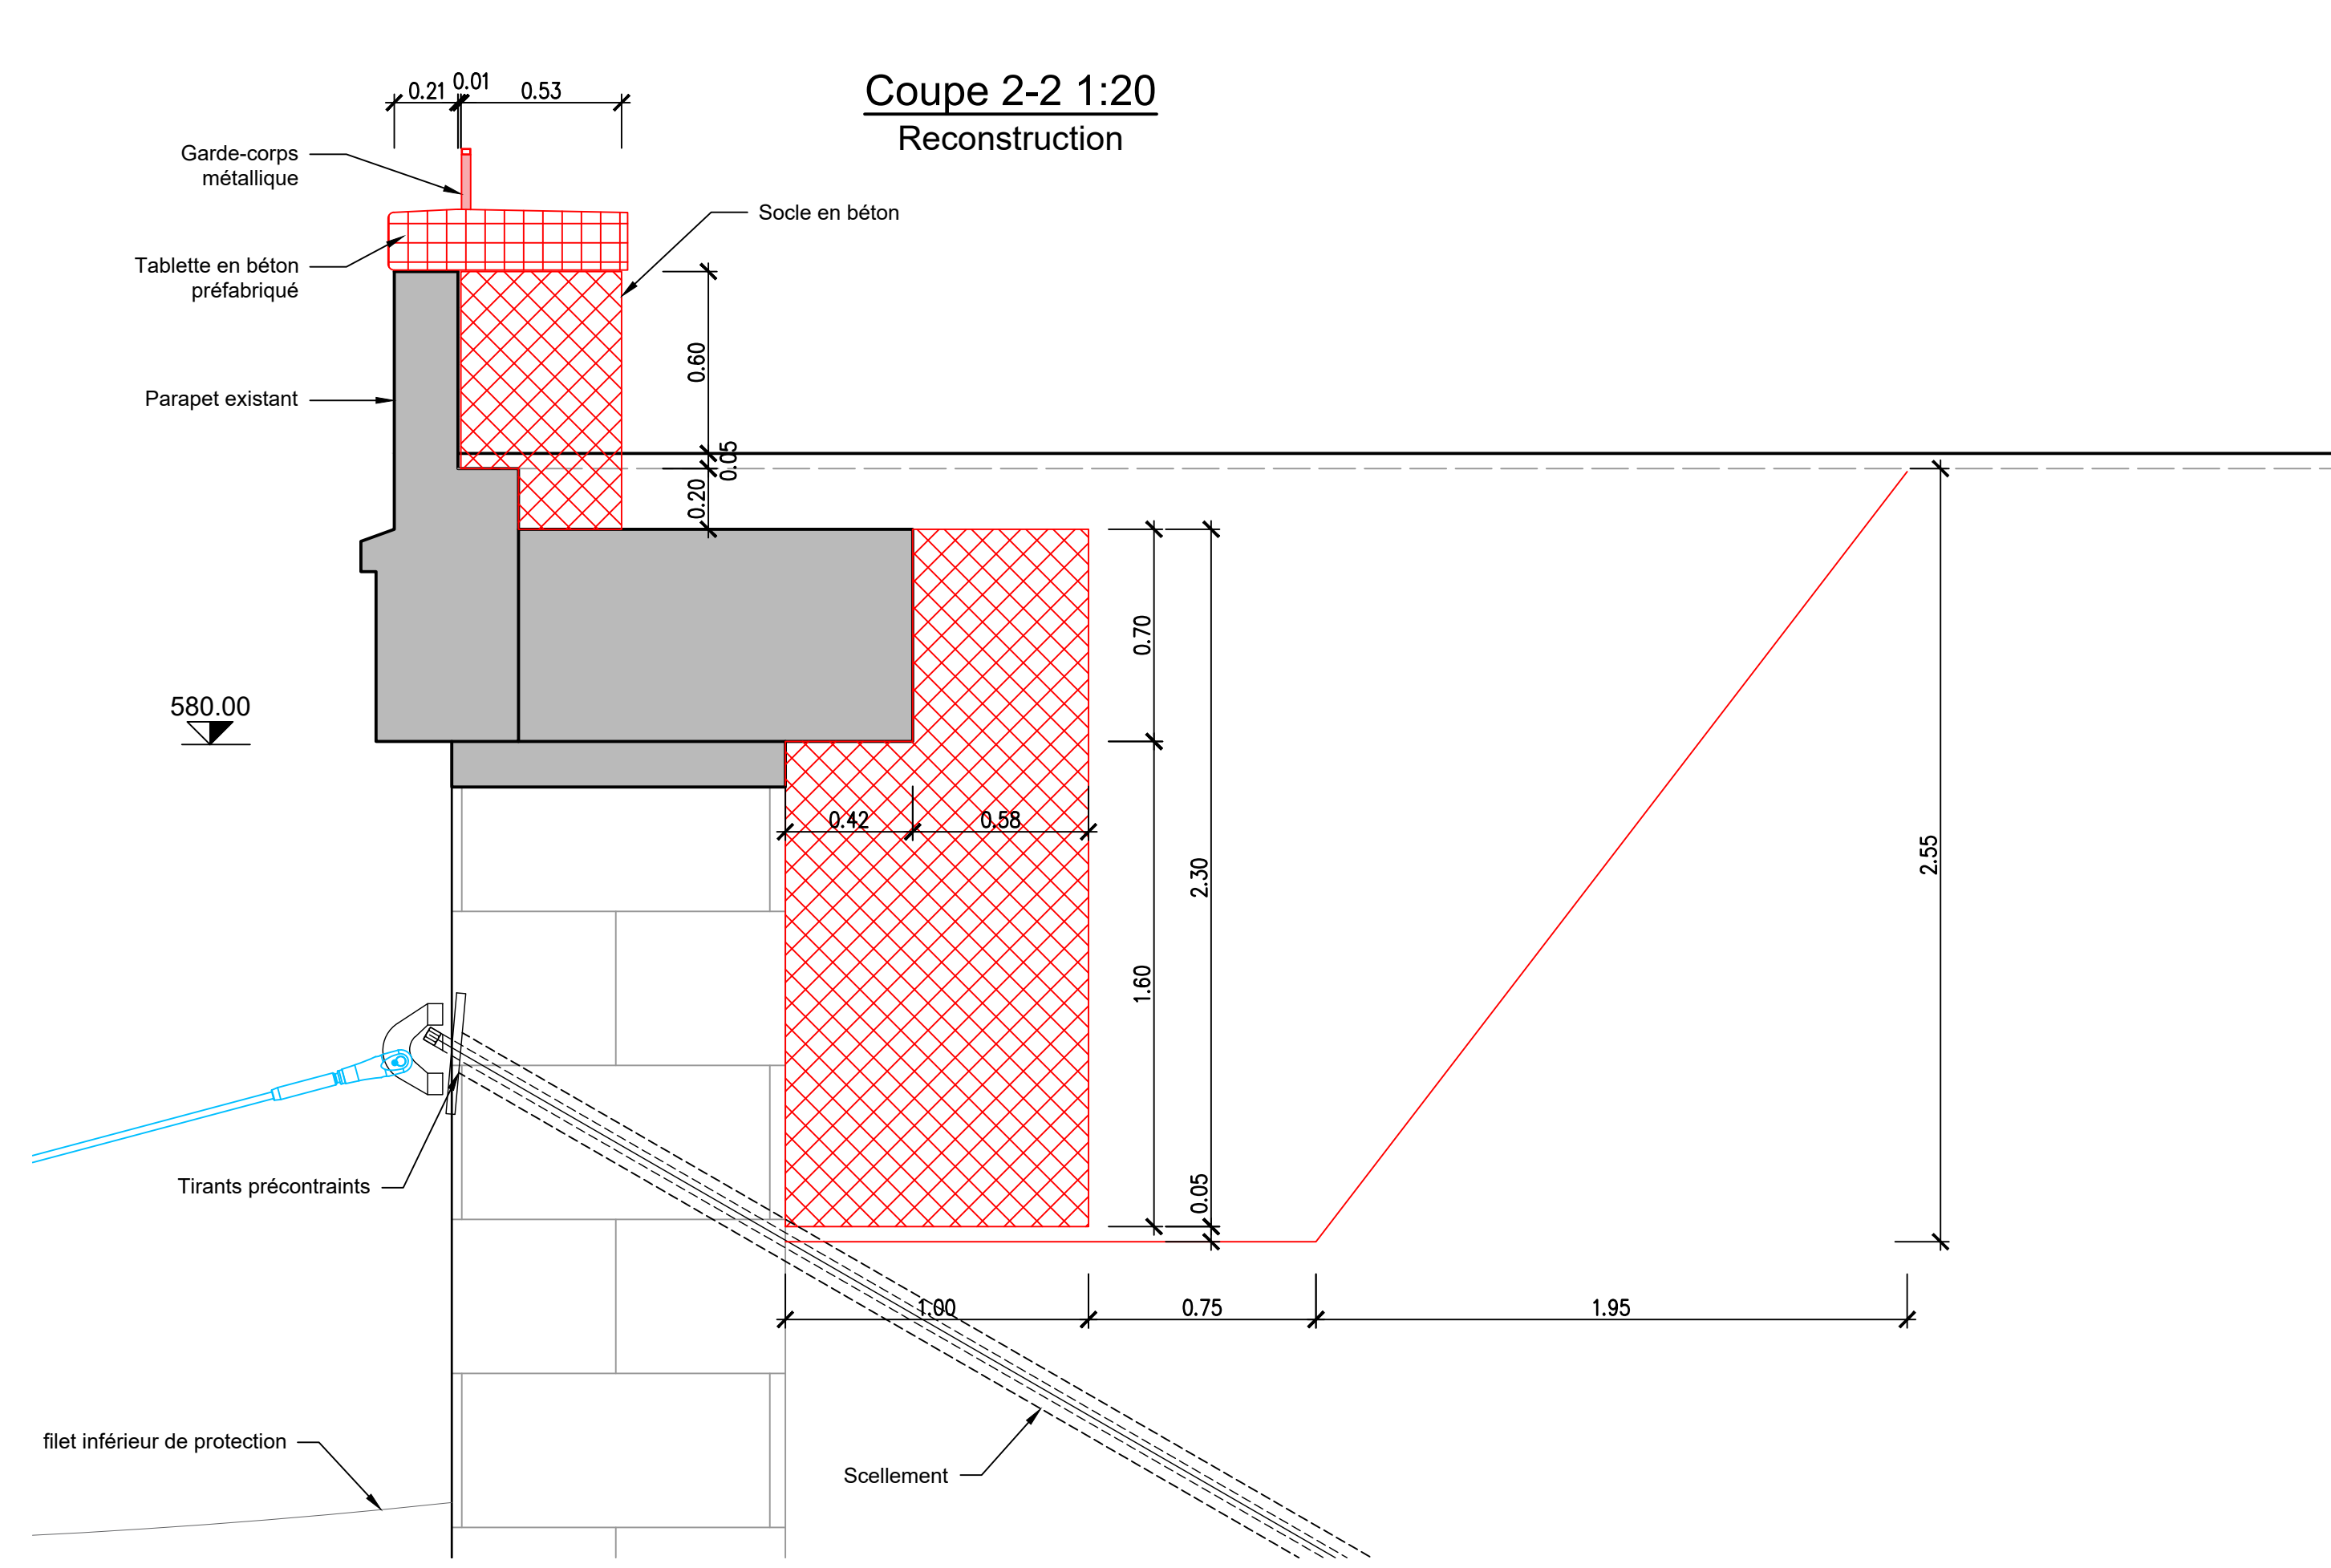 Coupe 2-2 1:20
Reconstruction
0.21
0.01
0.53
Garde-corps
métallique
Socle en béton
Tablette en béton
préfabriqué
0.60
Parapet existant
0.05
0.20
0.70
580.00
0.42
0.58
2.30
2.55
1.60
0.05
Tirants précontraints
1.00
0.75
1.95
filet inférieur de protection
Scellement